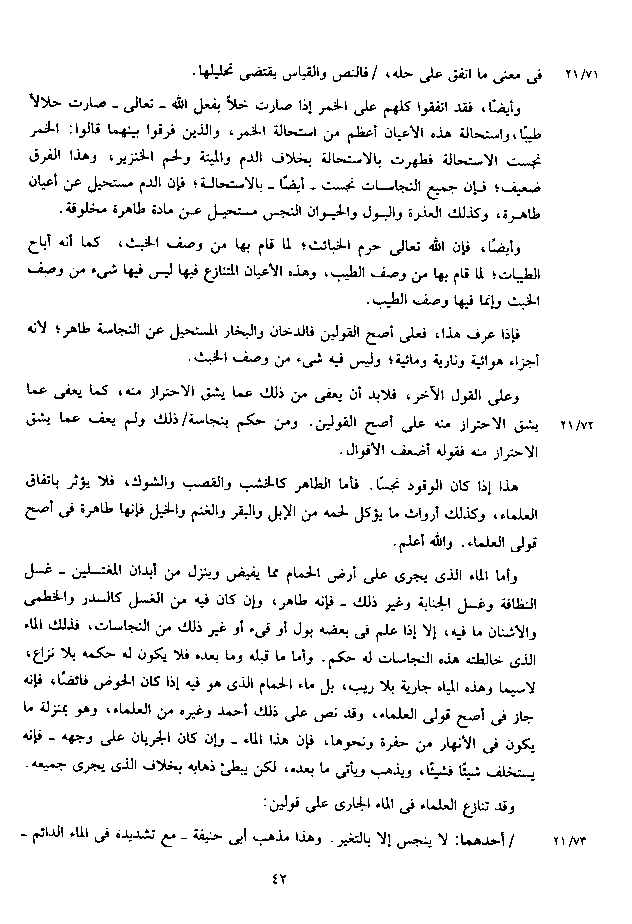 ٢١/٧١ فى معنى ما اتفق على حله، / فالنص والقياس يقتضى تحليلها.
وأيضًا، فقد اتفقوا كلهم على الخمر إذا صارت خلاً بفعل الله ـ تعالى ـ صارت حلالاً
طيبًا، واستحالة هذه الأعيان أعظم من استحالة الخمر، والذين فرقوا بينهما قالوا: الخمر
نجست الاستحالة فطهرت بالاستحالة بخلاف الدم والميتة ولحم الخنزير، وهذا الفرق
ضعيف؛ فإن جميع النجاسات نجست ـ أيضًا ـ بالاستحالة؛ فإن الدم مستحيل عن أعيان
طاهرة، وكذلك العذرة والبول والحيوان النجس مستحيل عن مادة طاهرة مخلوقة.
وأيضًا، فإن الله تعالى حرم الخبائث؛ لما قام بها من وصف الخبث، كما أنه أباح
الطيبات؛ لما قام بها من وصف الطيب، وهذه الأعيان المتنازع فيها ليس فيها شىء من وصف
الخبث وإنما فيها وصف الطيب.
فإذا عرف هذا، فعلى أصح القولين فالدخان والبخار المستحيل عن النجاسة طاهر؛ لأنه
أجزاء هوائية ونارية ومائية؛ وليس فيه شىء من وصف الخبث.
وعلى القول الآخر، فلابد أن يعفى من ذلك عما يشق الاحتراز منه، كما يعفى عما
٢١/٧٢ يشق الاحتراز منه على أصح القولين. ومن حكم بنجاسة/ ذلك ولم يعف عما يشق
الاحتراز منه فقوله أضعف الأقوال.
هذا إذا كان الوقود نجسًا. فأما الطاهر كالخشب والقصب والشوك، فلا يؤثر باتفاق
العلماء، وكذلك أرواث ما يؤكل لحمه من الإبل والبقر والغنم والخيل فإنها طاهرة فى أصح
قولى العلماء. والله أعلم.
وأما الماء الذى يجرى على أرض الحمام مما يفيض وينزل من أبدان المغتسلين ـ غسل
النظافة وغسل الجنابة وغير ذلك ـ فإنه طاهر، وإن كان فيه من الغسل كالسدر والخطمى
والأشنان ما فيه، إلا إذا علم فى بعضه بول أو قىء أو غير ذلك من النجاسات، فذلك الماء
الذى خالطته هذه النجاسات له حكم. وأما ما قبله وما بعده فلا يكون له حكمه بلا نزاع،
لاسيما وهذه المياه جارية بلا ريب، بل ماء الحمام الذى هو فيه إذا كان الحوض فائضًا، فإنه
جاز فى أصح قولى العلماء، وقد نص على ذلك أحمد وغيره من العلماء، وهو بمنزلة ما
يكون فى الأنهار من حفرة ونحوها، فإن هذا الماء ـ وإن كان الجريان على وجهه ـ فإنه
يستخلف شيئًا فشيئًا، ويذهب ويأتى ما بعده، لكن يبطئ ذهابه بخلاف الذى يجرى جميعه.
وقد تنازع العلماء فى الماء الجارى على قولين:
٢١/٧٣ / أحدهما: لا ينجس إلا بالتغير. وهذا مذهب أبى حنيفة ـ مع تشديده فى الماء الدائم ـ
٤٢